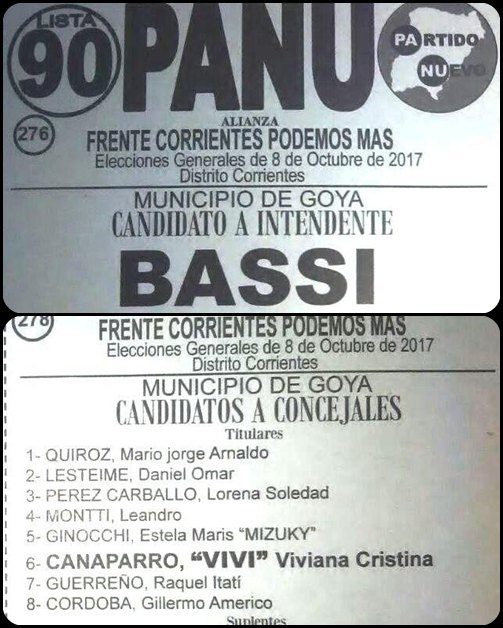 LISTA
90
PANU
PARTIDO
NUEVO
276
ALIANZA
FRENTE CORRIENTES PODEMOS MAS
Elecciones Generales de 8 de Octubre de 2017
Distrito Corrientes
MUNICIPIO DE GOYA
CANDIDATO A INTENDENTE
BASSI
278
FRENTE CORRIENTES PODEMOS MAS
Elecciones Generales de 8 de Octubre de 2017
Distrito Corrientes
MUNICIPIO DE GOYA
CANDIDATOS A CONCEJALES
Titulares
1- QUIROZ, Mario jorge Arnaldo
2- LESTEIME, Daniel Omar
3- PEREZ CARBALLO, Lorena Soledad
4- MONTTI, Leandro
5- GINOCCHI, Estela Maris "MIZUKY"
6- CANAPARRO, "VIVI" Viviana Cristina
7- GUERREÑO, Raquel Itatí
8- CORDOBA, Gillermo Americo
Suplentes